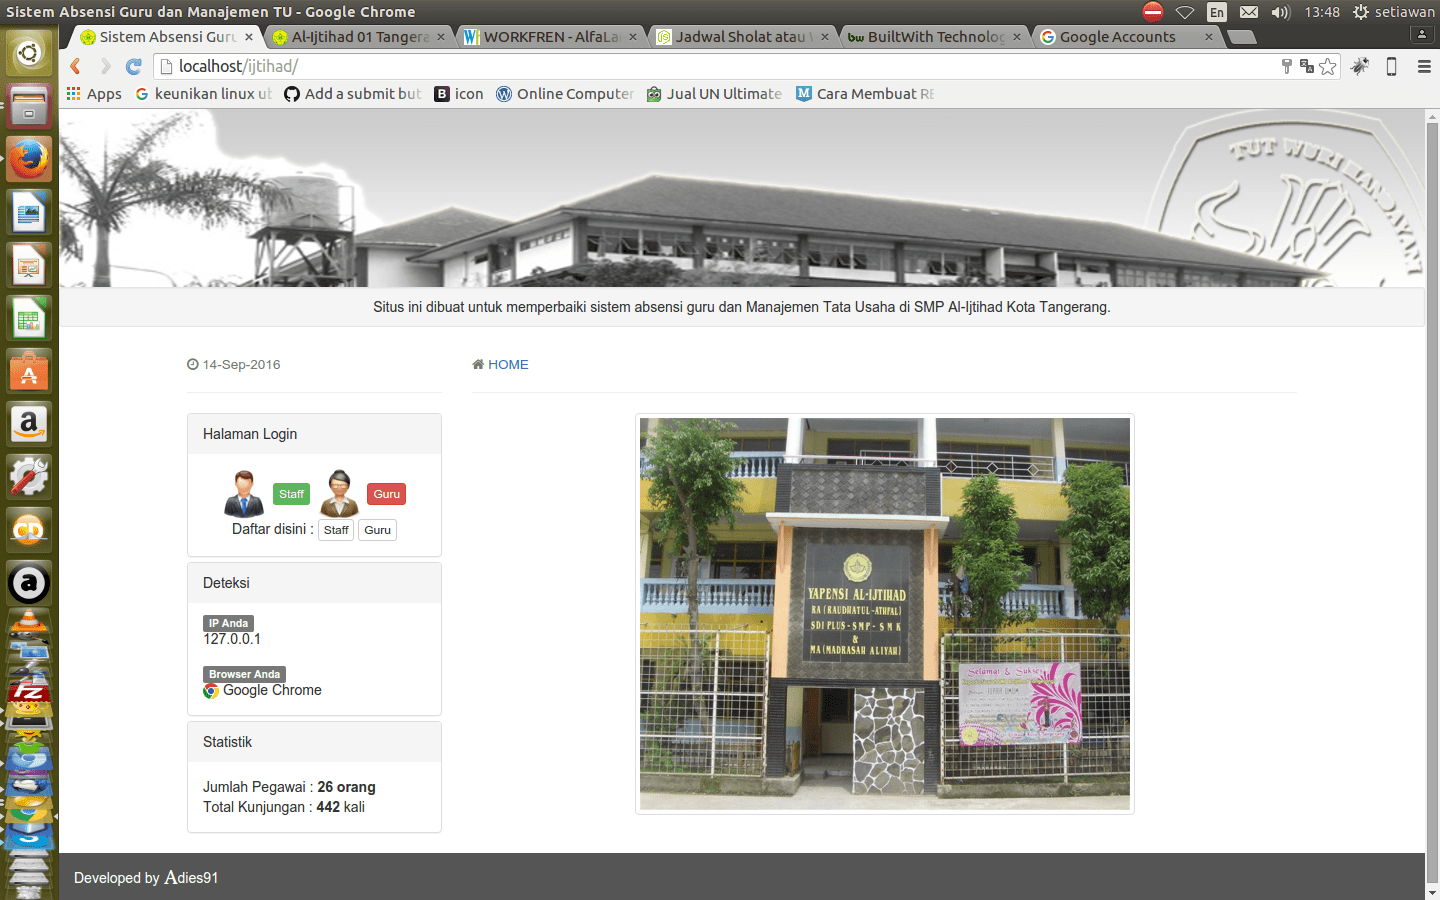 Sistem Absensi Guru dan Manajemen TU - Google Chrome
En
13:48
setiawan
Sistem Absensi Guru
Al-Ijtihad 01 Tangera
WORKFREN - AlfaLa
Jadwal Sholat atau
BuiltWith Technolog
Google Accounts
localhost/ijtihad/
Apps
keunikan linux ub
Add a submit but
icon
Online Computer
Jual UN Ultimate
Cara Membuat RE
TUT WURI HANDAYANI
Situs ini dibuat untuk memperbaiki sistem absensi guru dan Manajemen Tata Usaha di SMP Al-Ijtihad Kota Tangerang.
14-Sep-2016
HOME
Halaman Login
Staff
Guru
Daftar disini : Staff Guru
Deteksi
IP Anda
127.0.0.1
Browser Anda
Google Chrome
Statistik
Jumlah Pegawai : 26 orang
Total Kunjungan : 442 kali
YAPENSI AL-IJTIHAD
RA (RAUDHATUL-ATHFAL)
SDI PLUS - SMP - S M K
&
MA (MADRASAH ALIYAH)
Selamat & Sukses
Developed by Adies91